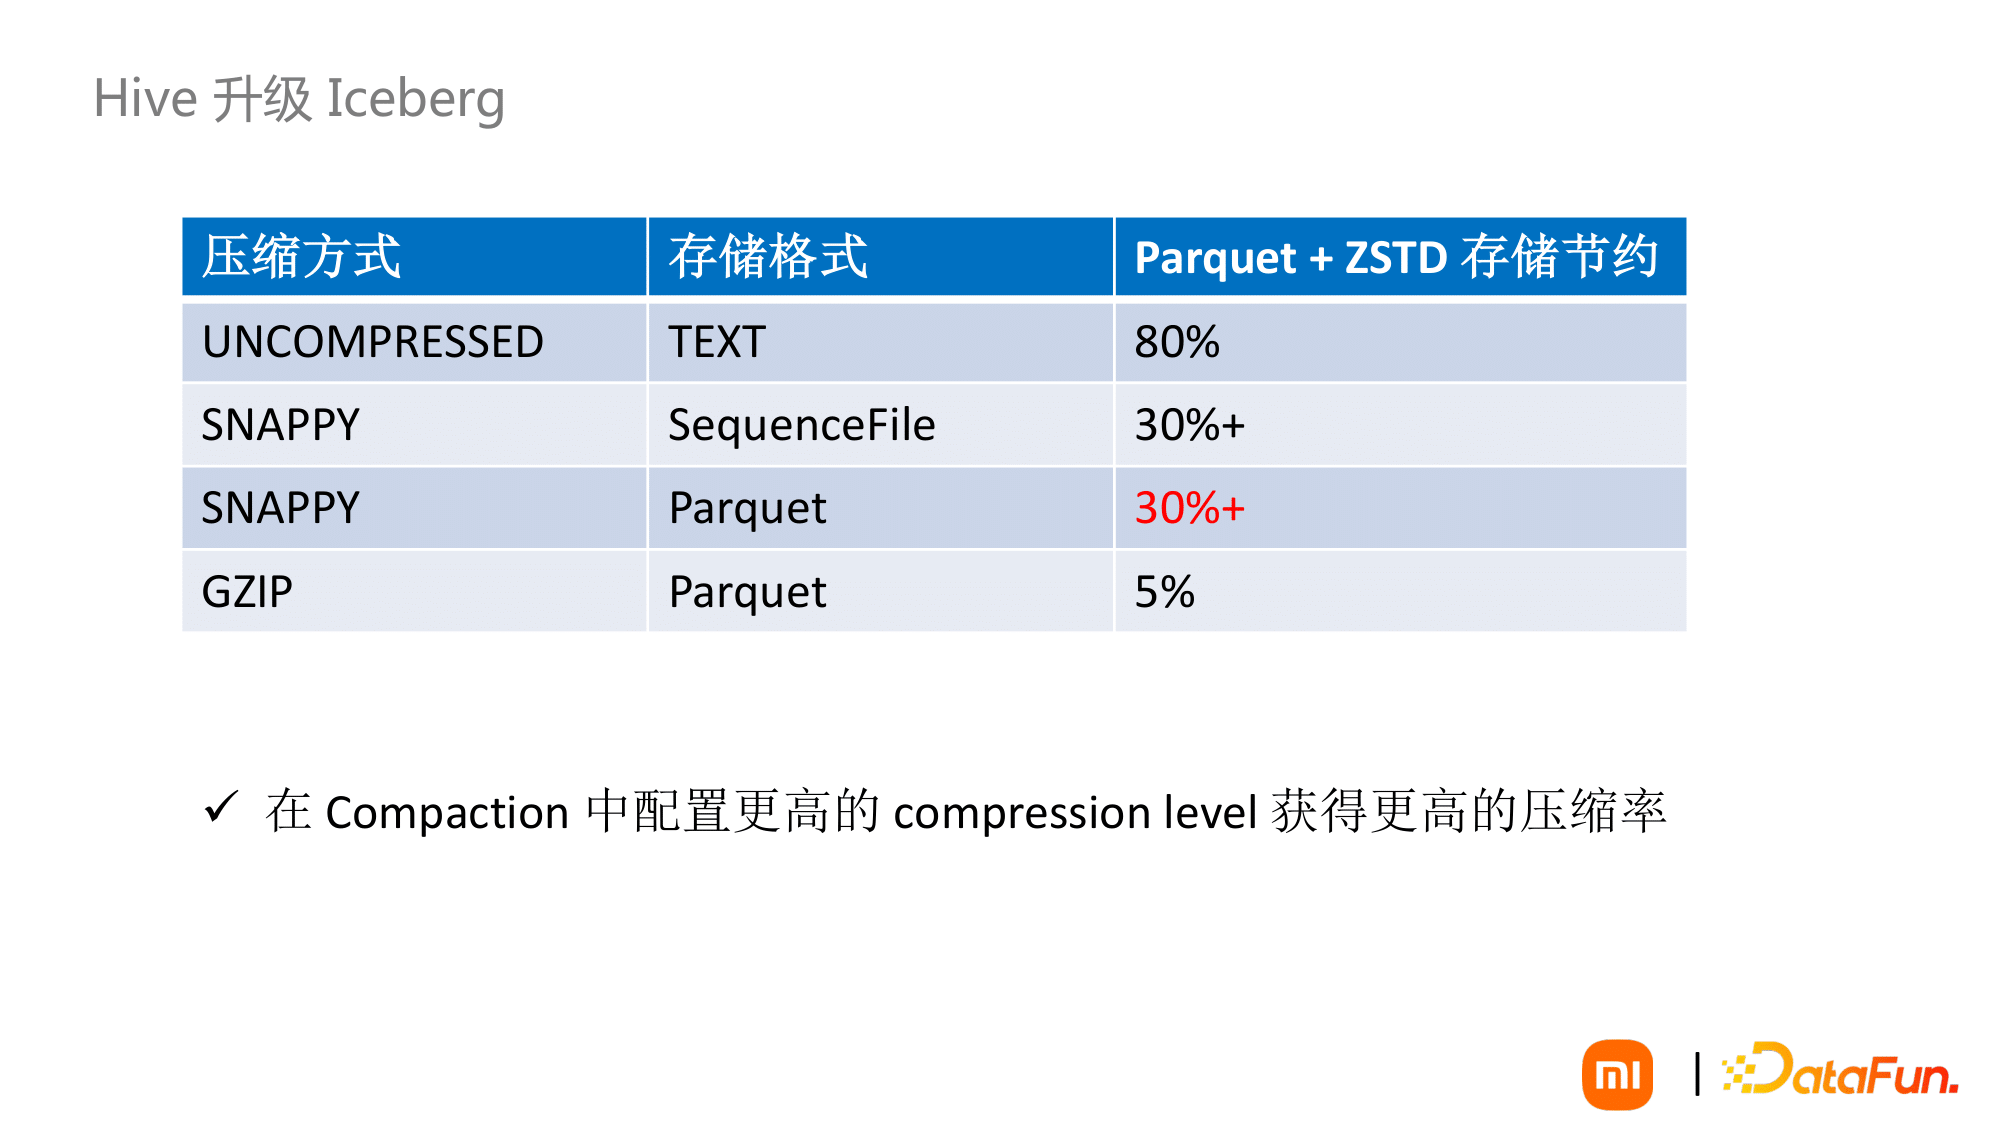 Hive 升级 Iceberg
压缩方式 存储格式 Parquet + ZSTD 存储节约
UNCOMPRESSED TEXT 80%
SNAPPY SequenceFile 30%+
SNAPPY Parquet 30%+
GZIP Parquet 5%
✓ 在 Compaction 中配置更高的 compression level 获得更高的压缩率
mi | DataFun.